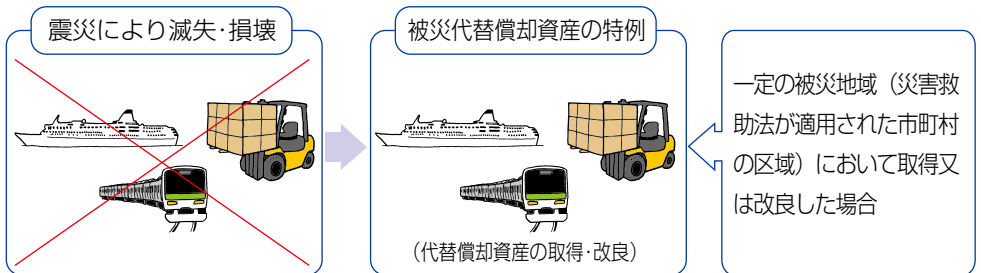 震災により滅失･損壊
被災代替償却資産の特例
(代替償却資産の取得･改良)
一定の被災地域（災害救
助法が適用された市町村
の区域）において取得又
は改良した場合